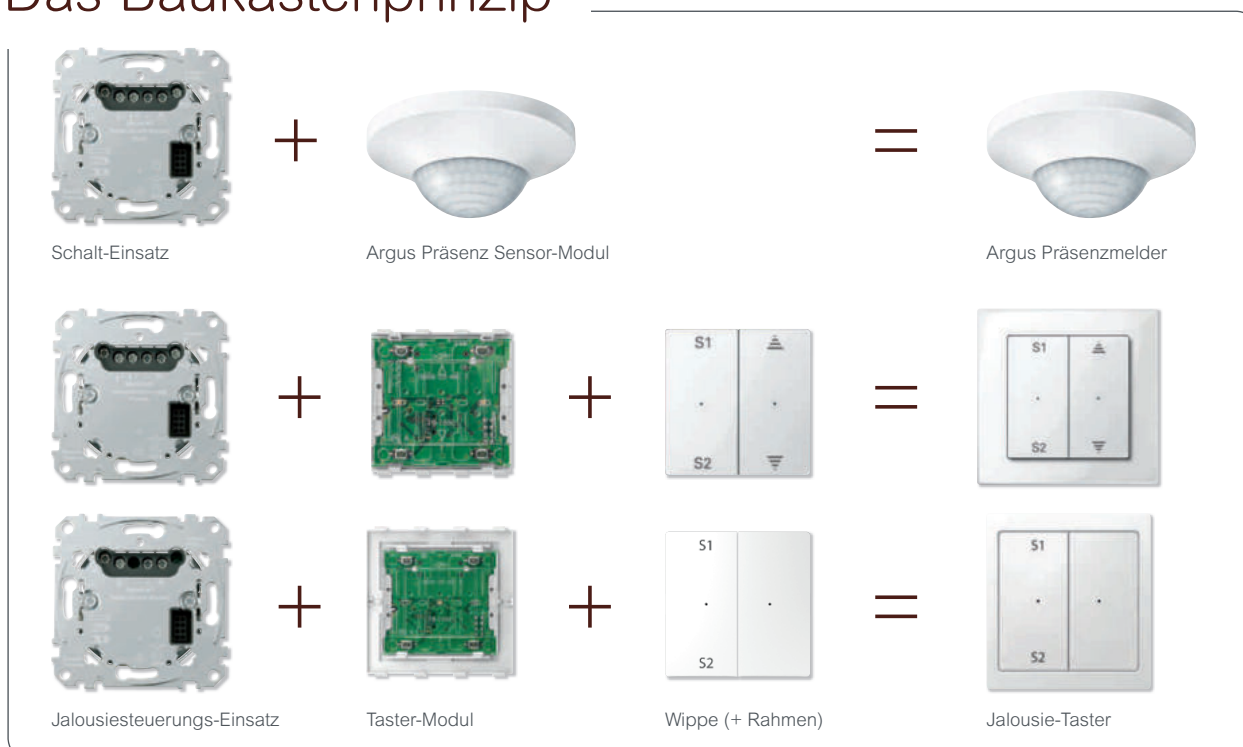 Das Baukastenprinzip
Schalt-Einsatz
Argus Präsenz Sensor-Modul
Argus Präsenzmelder
S1
S2
S1
S2
S1
S2
S1
S2
Jalousiesteuerungs-Einsatz
Taster-Modul
Wippe (+ Rahmen)
Jalousie-Taster